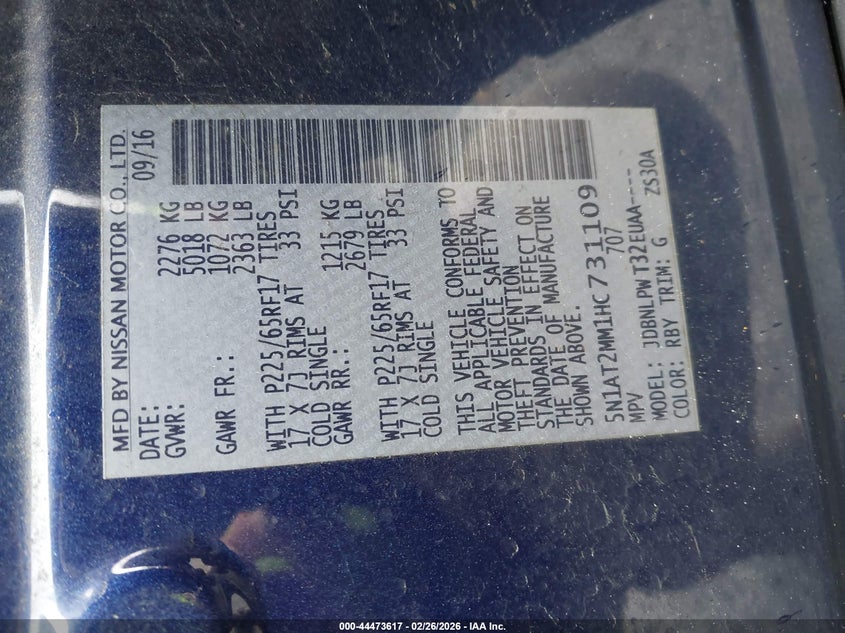 MFD BY NISSAN MOTOR CO., LTD.
DATE: 09/16
GVWR: 2276 KG
5018 LB
GAWR FR.: 1072 KG
2363 LB
WITH P225/65RF17 TIRES
17 X 7J RIMS AT 33 PSI
COLD SINGLE
GAWR RR.: 1215 KG
2679 LB
WITH P225/65RF17 TIRES
17 X 7J RIMS AT 33 PSI
COLD SINGLE
THIS VEHICLE CONFORMS TO
ALL APPLICABLE FEDERAL
MOTOR VEHICLE SAFETY AND
THEFT PREVENTION
STANDARDS IN EFFECT ON
THE DATE OF MANUFACTURE
SHOWN ABOVE.
5N1AT2MM1HC731109
MPV 707
MODEL: JDBNLPWT32EUAA----
COLOR: RBY TRIM: G ZS30A
000-44473617 - 02/26/2026 - IAA Inc.